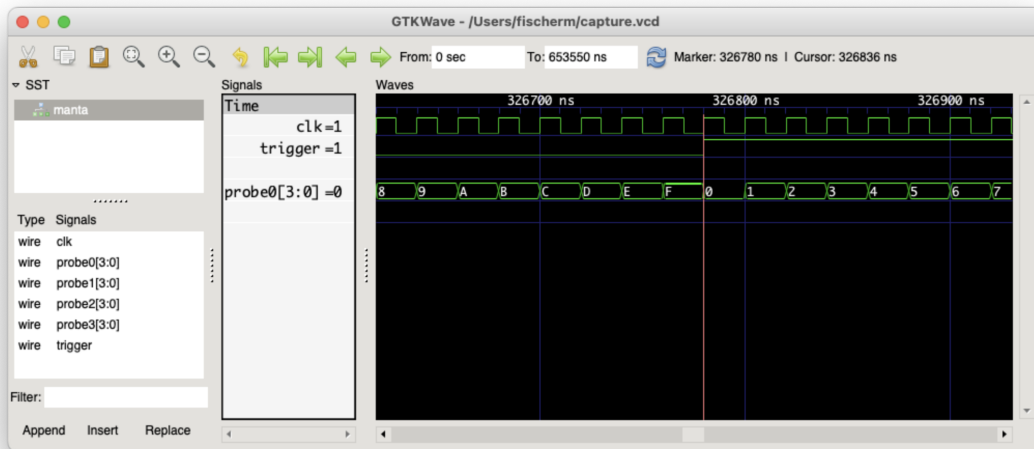 GTKWave - /Users/fischerm/capture.vcd
From: 0 sec To: 653550 ns Marker: 326780 ns | Cursor: 326836 ns
SST
manta
Type Signals
wire clk
wire probe0[3:0]
wire probe1[3:0]
wire probe2[3:0]
wire probe3[3:0]
wire trigger
Filter:
Append Insert Replace
Signals
Time
clk=1
trigger =1
probe0[3:0] =0
Waves
326700 ns 326800 ns 326900 ns
8 9 A B C D E F 0 1 2 3 4 5 6 7